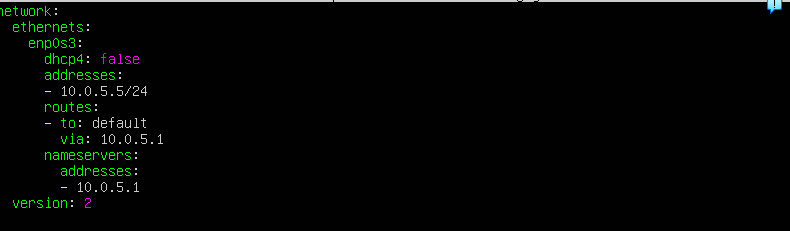 network:
  ethernets:
    enp0s3:
      dhcp4: false
      addresses:
      - 10.0.5.5/24
      routes:
      - to: default
        via: 10.0.5.1
      nameservers:
        addresses:
        - 10.0.5.1
  version: 2